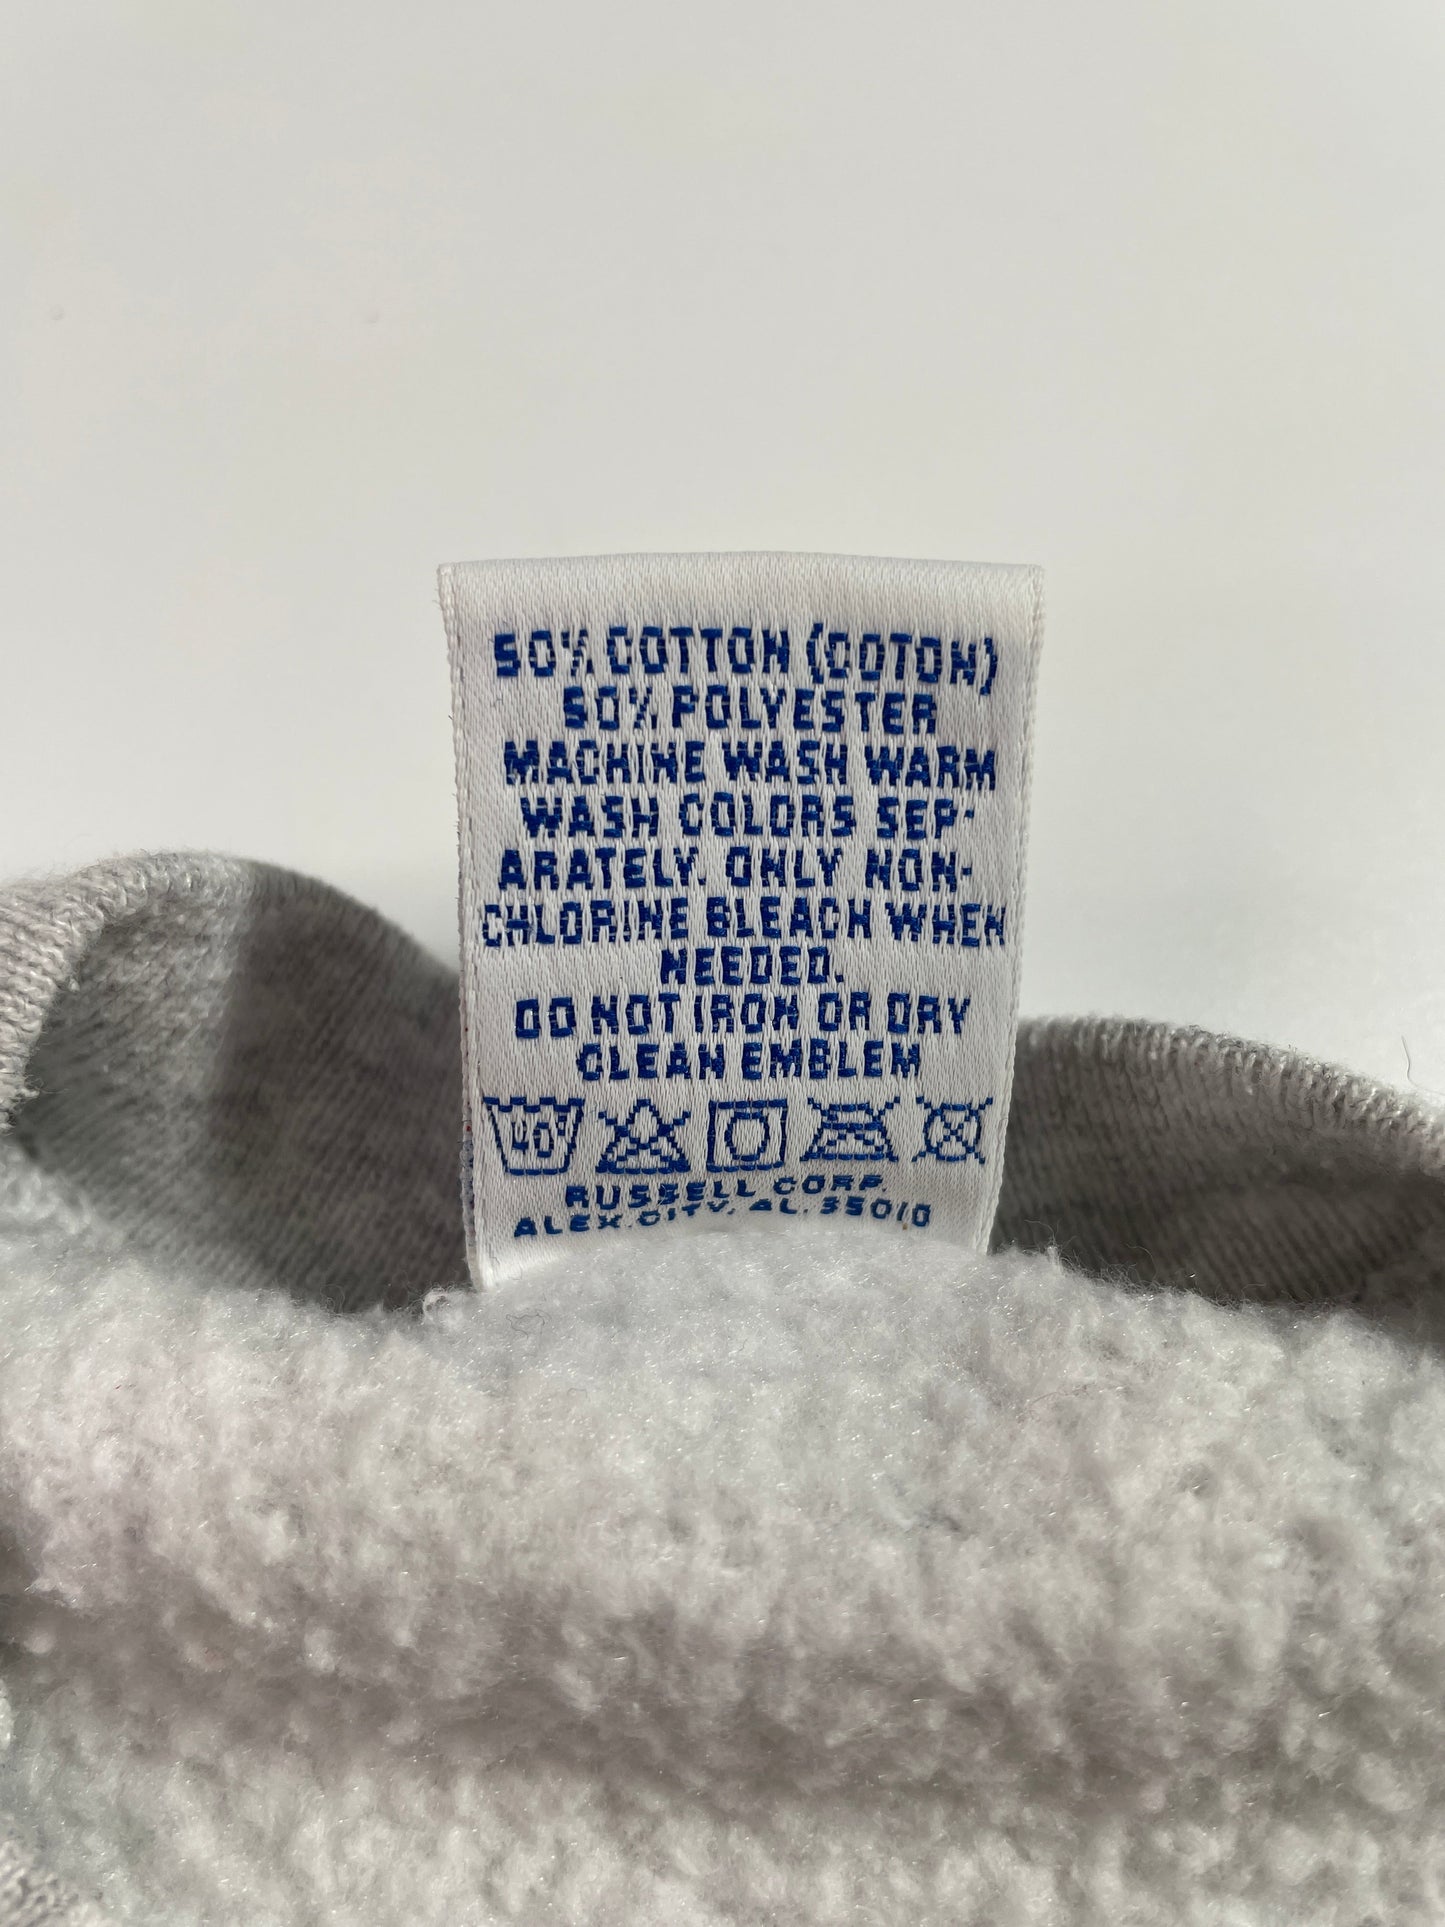 50% COTTON (COTON)
50% POLYESTER
MACHINE WASH WARM
WASH COLORS SEP-
ARATELY. ONLY NON-
CHLORINE BLEACH WHEN
NEEDED.
DO NOT IRON OR DRY
CLEAN EMBLEM
40°
RUSSELL CORP.
ALEX. CITY. AL. 35010